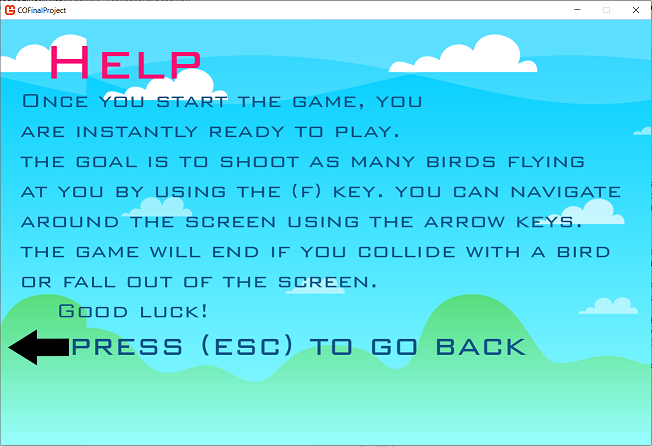 COFinalProject
Help
Once you start the game, you
are instantly ready to play.
the goal is to shoot as many birds flying
at you by using the (F) key. you can navigate
around the screen using the arrow keys.
the game will end if you collide with a bird
or fall out of the screen.
Good luck!
press (esc) to go back